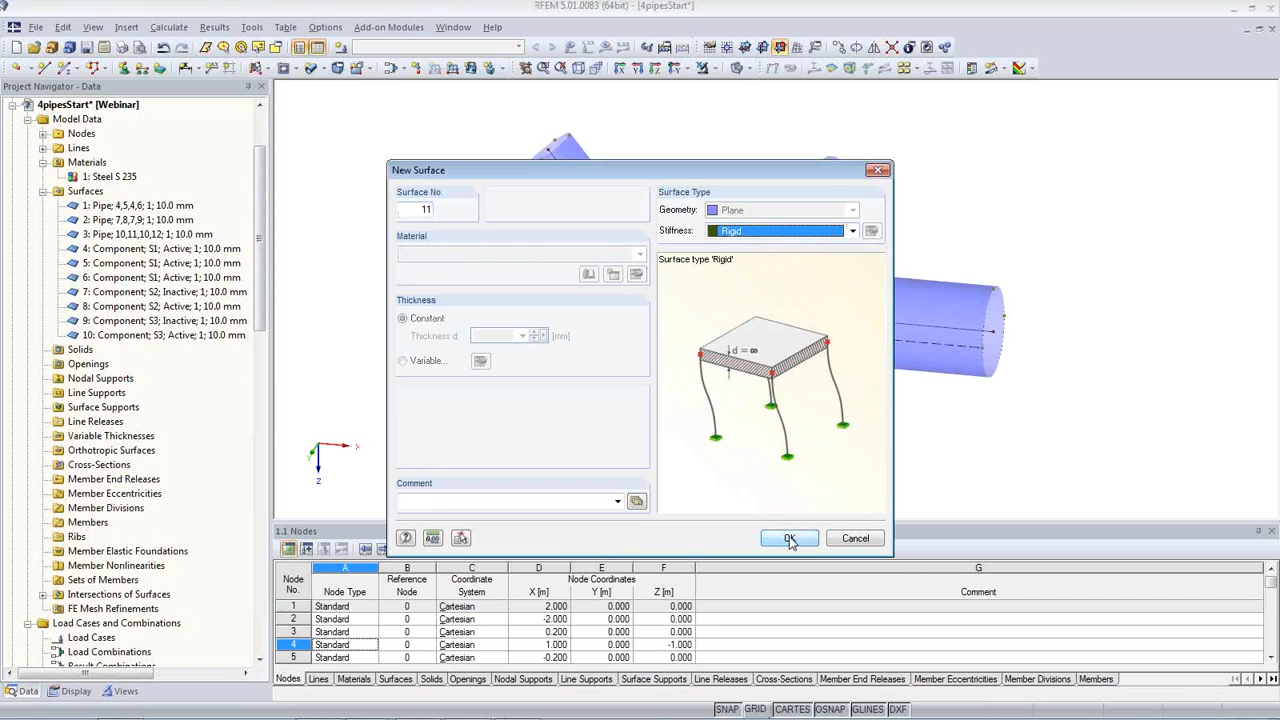 RFEM 5.01.0083 (64bit) - [4pipesStart*]
File Edit View Insert Calculate Results Tools Table Options Add-on Modules Window Help
Project Navigator - Data
4pipesStart* [Webinar]
Model Data
Nodes
Lines
Materials
1: Steel S 235
Surfaces
1: Pipe; 4,5,4,6; 1; 10.0 mm
2: Pipe; 7,8,7,9; 1; 10.0 mm
3: Pipe; 10,11,10,12; 1; 10.0 mm
4: Component; S1; Active; 1; 10.0 mm
5: Component; S1; Active; 1; 10.0 mm
6: Component; S1; Active; 1; 10.0 mm
7: Component; S2; Inactive; 1; 10.0 mm
8: Component; S2; Active; 1; 10.0 mm
9: Component; S3; Inactive; 1; 10.0 mm
10: Component; S3; Active; 1; 10.0 mm
Solids
Openings
Nodal Supports
Line Supports
Surface Supports
Line Releases
Variable Thicknesses
Orthotropic Surfaces
Cross-Sections
Member End Releases
Member Eccentricities
Member Divisions
Members
Ribs
Member Elastic Foundations
Member Nonlinearities
Sets of Members
Intersections of Surfaces
FE Mesh Refinements
Load Cases and Combinations
Load Cases
Load Combinations
Result Combinations
Data Display Views
X
Y
Z
New Surface
Surface No.
11
Material
Thickness
Constant
Thickness d: [mm]
Variable...
Comment
Surface Type
Geometry: Plane
Stiffness: Rigid
Surface type 'Rigid'
d = ∞
OK Cancel
1.1 Nodes
A B C D E F G
Node Reference Coordinate Node Coordinates
No. Node Type Node System X [m] Y [m] Z [m] Comment
1 Standard 0 Cartesian 2.000 0.000 0.000
2 Standard 0 Cartesian -2.000 0.000 0.000
3 Standard 0 Cartesian 0.200 0.000 0.000
4 Standard 0 Cartesian 1.000 0.000 -1.000
5 Standard 0 Cartesian -0.200 0.000 0.000
Nodes Lines Materials Surfaces Solids Openings Nodal Supports Line Supports Surface Supports Line Releases Cross-Sections Member End Releases Member Eccentricities Member Divisions Members
SNAP GRID CARTES OSNAP GLINES DXF